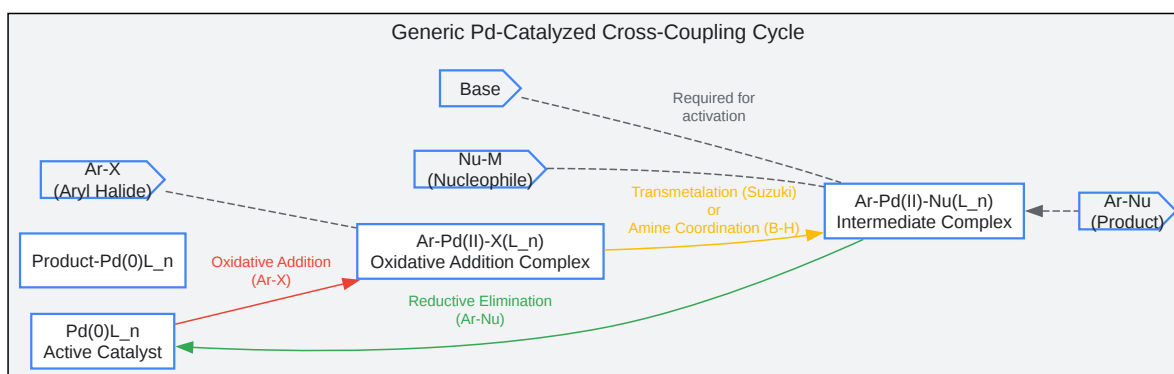 Generic Pd-Catalyzed Cross-Coupling Cycle
Base
Required for
activation
Ar-X
(Aryl Halide)
Nu-M
(Nucleophile)
Transmetalation (Suzuki)
or
Amine Coordination (B-H)
Ar-Pd(II)-Nu(L_n)
Intermediate Complex
Ar-Nu
(Product)
Product-Pd(0)L_n
Oxidative Addition
(Ar-X)
Ar-Pd(II)-X(L_n)
Oxidative Addition Complex
Reductive Elimination
(Ar-Nu)
Pd(0)L_n
Active Catalyst